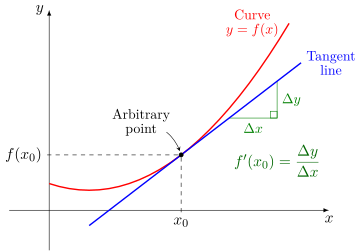 y
Curve
y = f(x)
Tangent
line
Δy
Δx
Arbitrary
point
f(x₀)
f′(x₀) = Δy/Δx
x₀
x